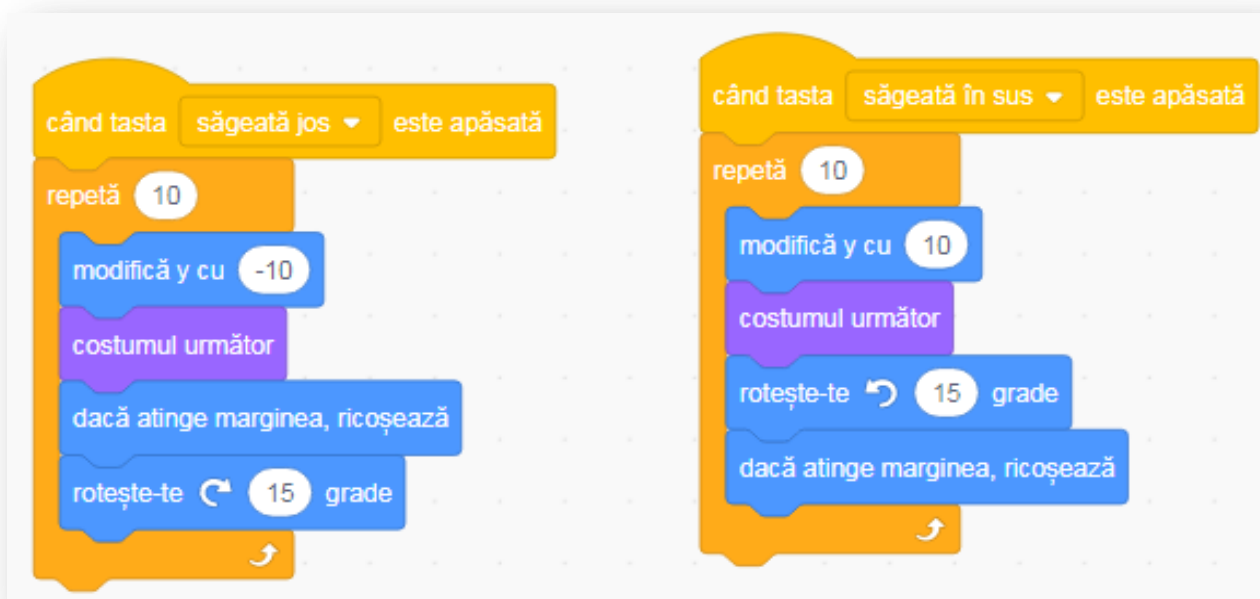 când tasta săgeată jos este apăsată
repetă 10
modifică y cu -10
costumul următor
dacă atinge marginea, ricoșează
rotește-te 15 grade
când tasta săgeată în sus este apăsată
repetă 10
modifică y cu 10
costumul următor
rotește-te 15 grade
dacă atinge marginea, ricoșează